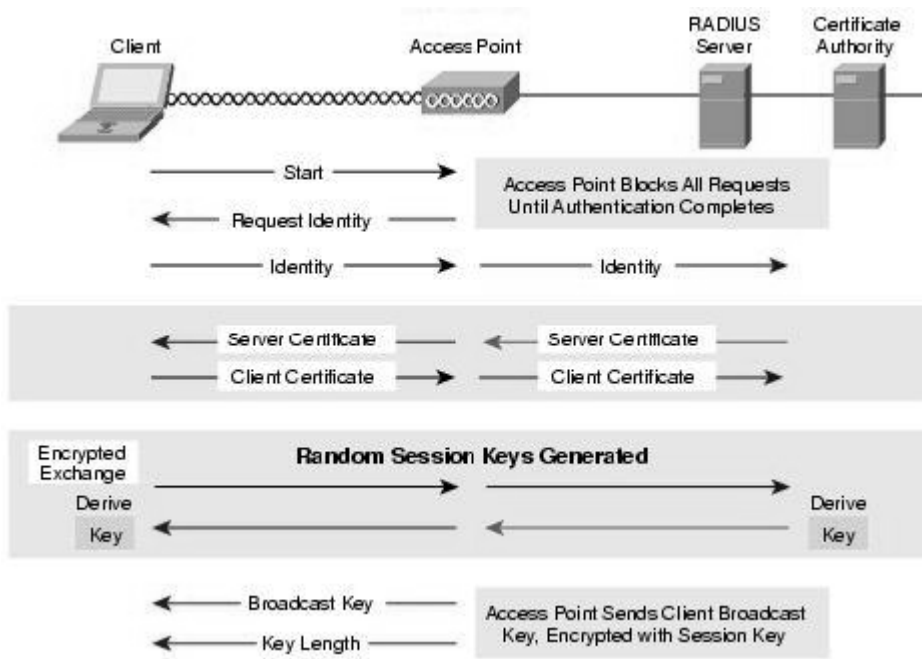 Client
Access Point
RADIUS
Server
Certificate
Authority
Start
Access Point Blocks All Requests
Until Authentication Completes
Request Identity
Identity
Identity
Server Certificate
Server Certificate
Client Certificate
Client Certificate
Encrypted
Exchange
Random Session Keys Generated
Derive
Key
Derive
Key
Broadcast Key
Key Length
Access Point Sends Client Broadcast
Key, Encrypted with Session Key